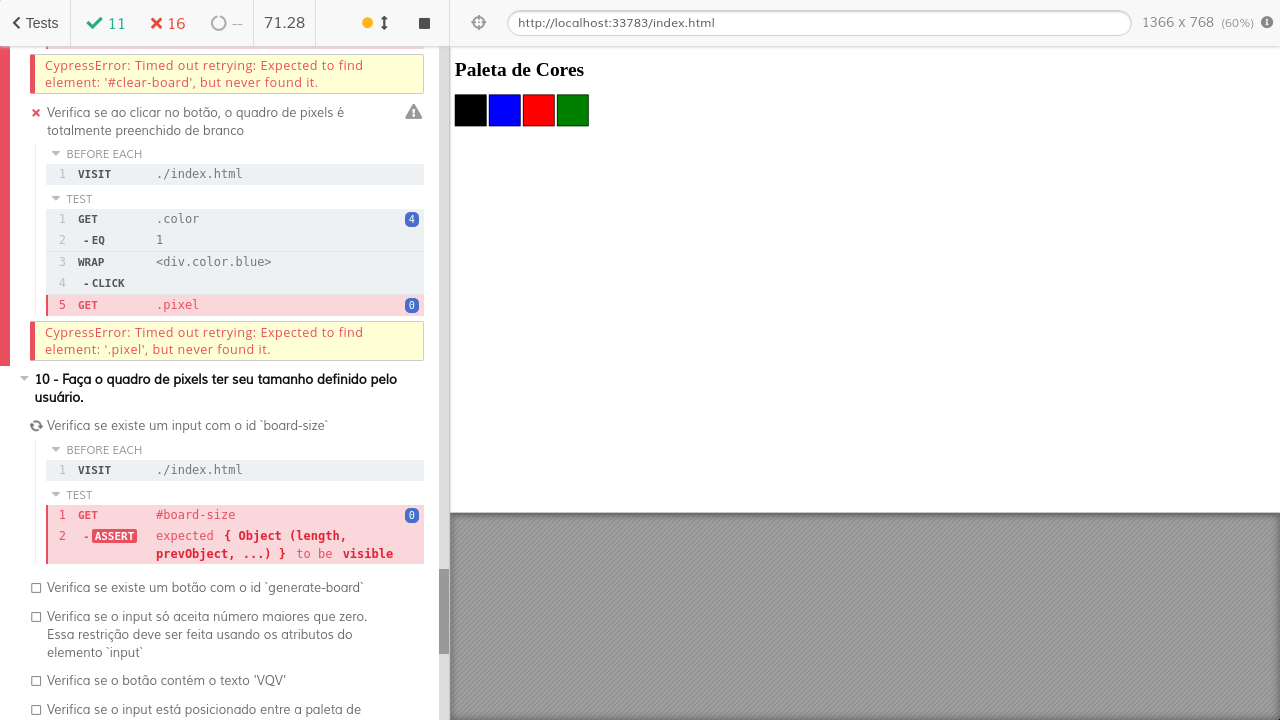 Tests
11
16
--
71.28
http://localhost:33783/index.html
1366 x 768 (60%)
CypressError: Timed out retrying: Expected to find
element: '#clear-board', but never found it.
Verifica se ao clicar no botão, o quadro de pixels é
totalmente preenchido de branco
BEFORE EACH
1 VISIT ./index.html
TEST
1 GET .color 4
2 -EQ 1
3 WRAP <div.color.blue>
4 -CLICK
5 GET .pixel 0
CypressError: Timed out retrying: Expected to find
element: '.pixel', but never found it.
10 - Faça o quadro de pixels ter seu tamanho definido pelo
usuário.
Verifica se existe um input com o id `board-size`
BEFORE EACH
1 VISIT ./index.html
TEST
1 GET #board-size 0
2 -ASSERT expected { Object (length,
prevObject, ...) } to be visible
Verifica se existe um botão com o id `generate-board`
Verifica se o input só aceita número maiores que zero.
Essa restrição deve ser feita usando os atributos do
elemento `input`
Verifica se o botão contém o texto 'VQV'
Verifica se o input está posicionado entre a paleta de
Paleta de Cores